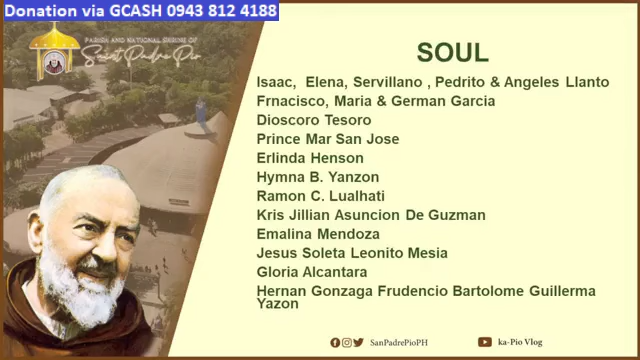 Donation via GCASH 0943 812 4188
PARISH AND NATIONAL SHRINE OF
Saint Padre Pio
SOUL
Isaac, Elena, Servillano , Pedrito & Angeles Llanto
Frnacisco, Maria & German Garcia
Dioscoro Tesoro
Prince Mar San Jose
Erlinda Henson
Hymna B. Yanzon
Ramon C. Lualhati
Kris Jillian Asuncion De Guzman
Emalina Mendoza
Jesus Soleta Leonito Mesia
Gloria Alcantara
Hernan Gonzaga Frudencio Bartolome Guillerma
Yazon
SanPadrePioPH
ka-Pio Vlog